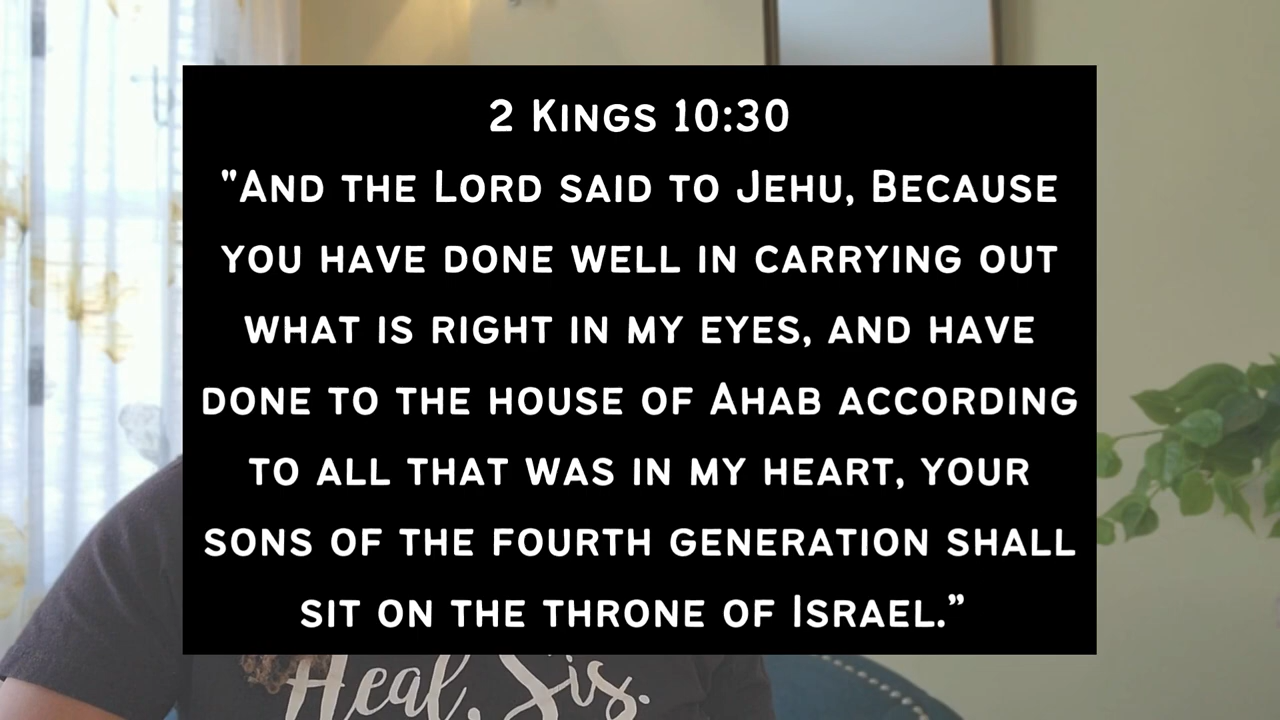 2 Kings 10:30
"And the Lord said to Jehu, Because
you have done well in carrying out
what is right in my eyes, and have
done to the house of Ahab according
to all that was in my heart, your
sons of the fourth generation shall
sit on the throne of Israel.”
Heal, Sis.